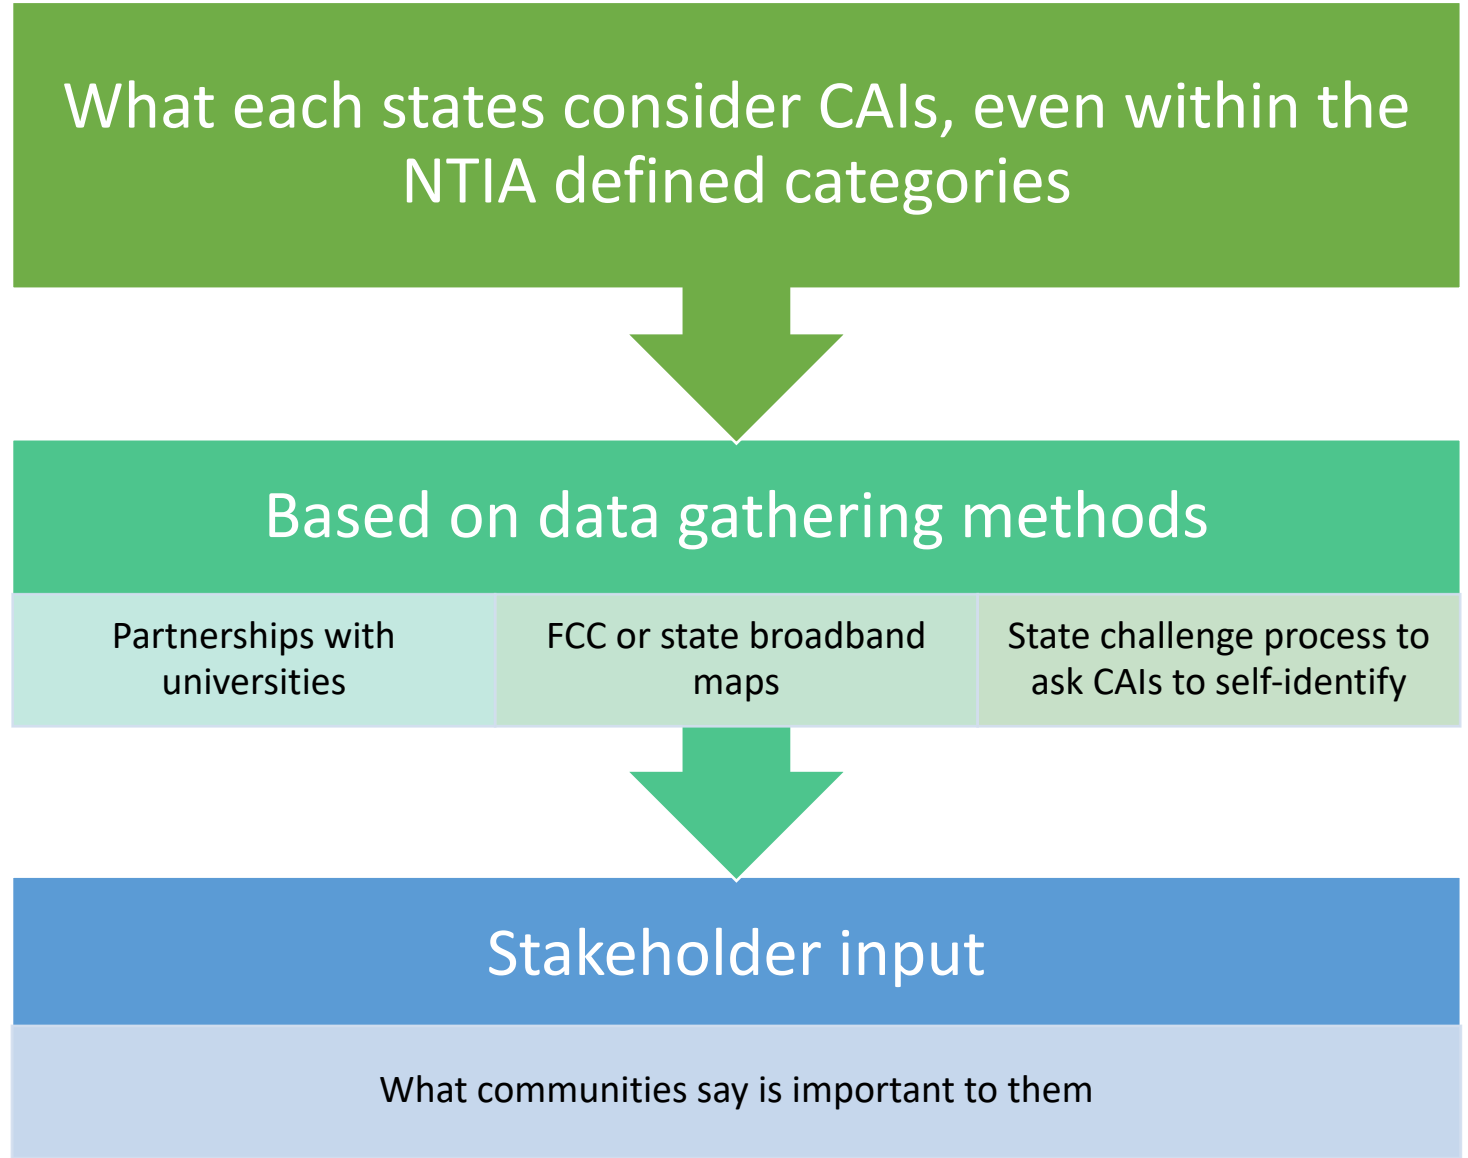 What each states consider CAIs, even within the
NTIA defined categories
Based on data gathering methods
Partnerships with
universities
FCC or state broadband
maps
State challenge process to
ask CAIs to self-identify
Stakeholder input
What communities say is important to them